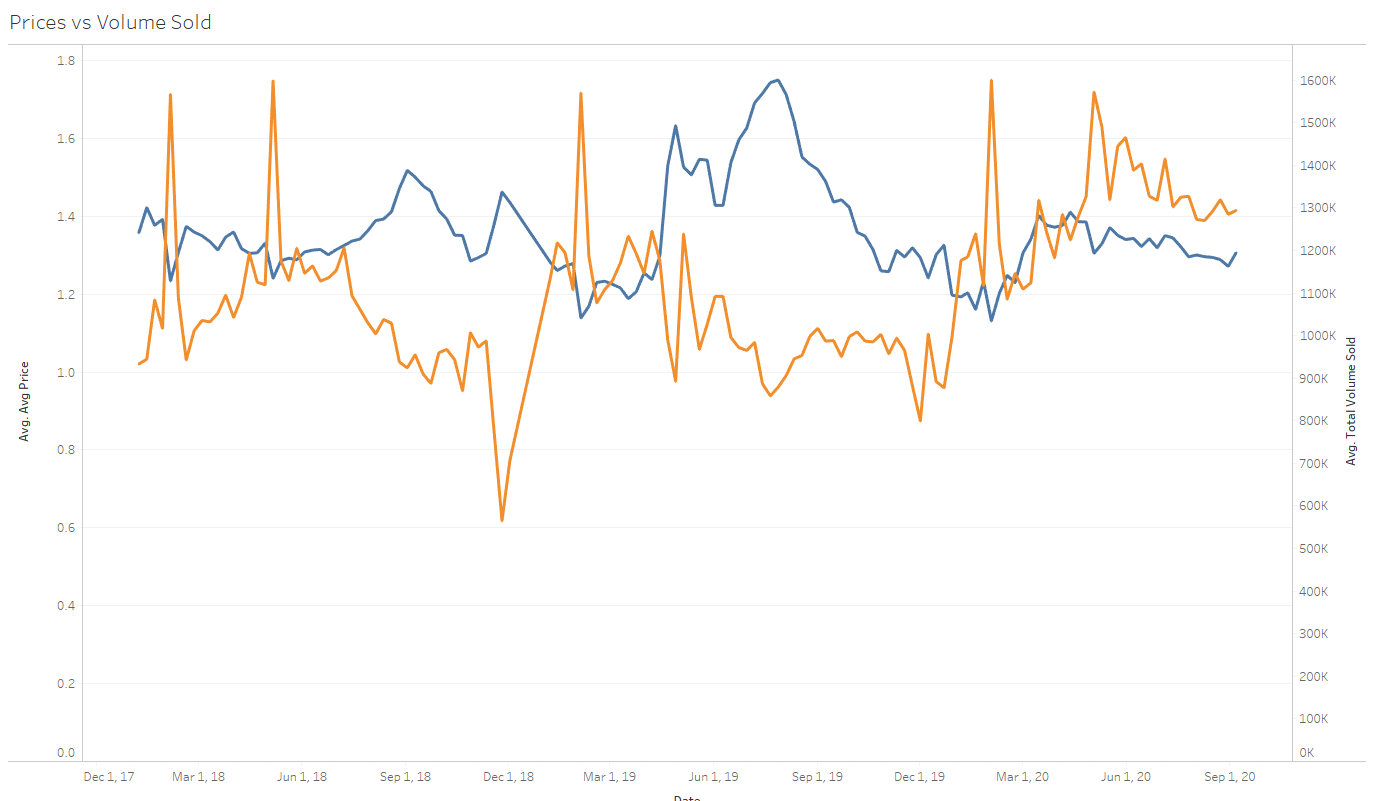 Prices vs Volume Sold
1.8
1.6
1.4
1.2
1.0
0.8
0.6
0.4
0.2
0.0
Avg. Avg Price
1600K
1500K
1400K
1300K
1200K
1100K
1000K
900K
800K
700K
600K
500K
400K
300K
200K
100K
0K
Avg. Total Volume Sold
Dec 1, 17 Mar 1, 18 Jun 1, 18 Sep 1, 18 Dec 1, 18 Mar 1, 19 Jun 1, 19 Sep 1, 19 Dec 1, 19 Mar 1, 20 Jun 1, 20 Sep 1, 20
Date